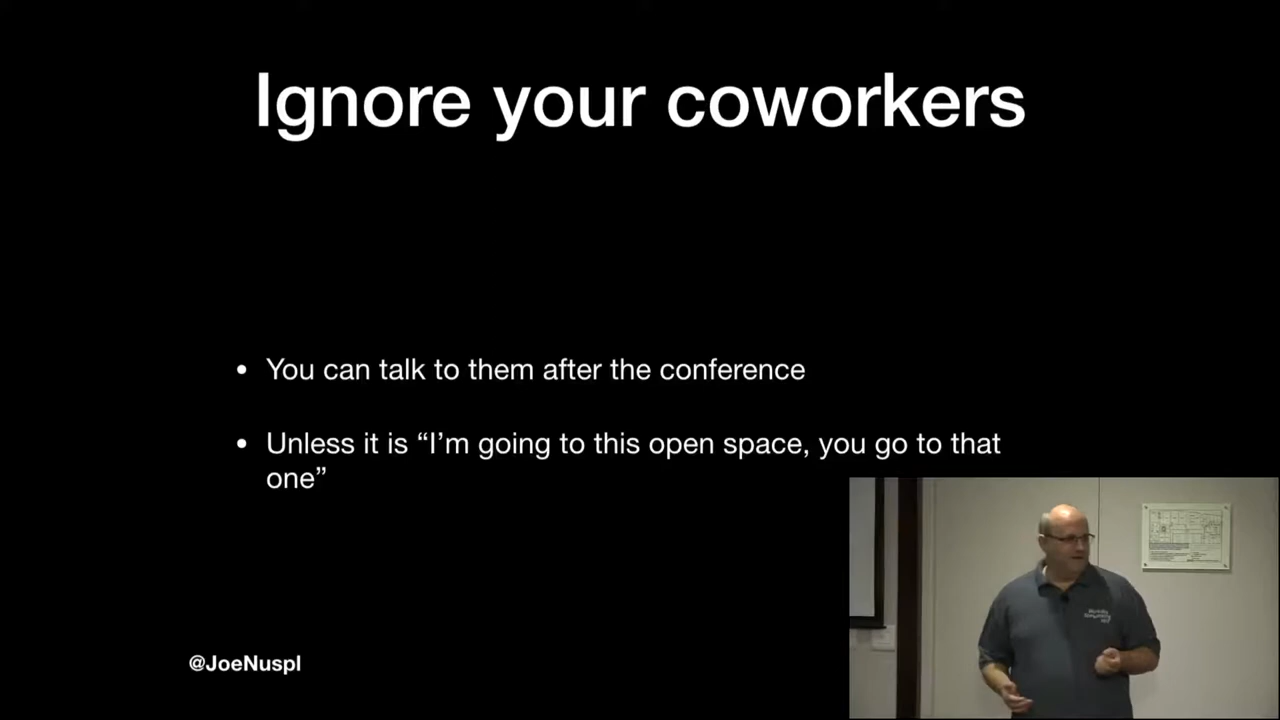 Ignore your coworkers
• You can talk to them after the conference
• Unless it is “I’m going to this open space, you go to that
one”
@JoeNuspl